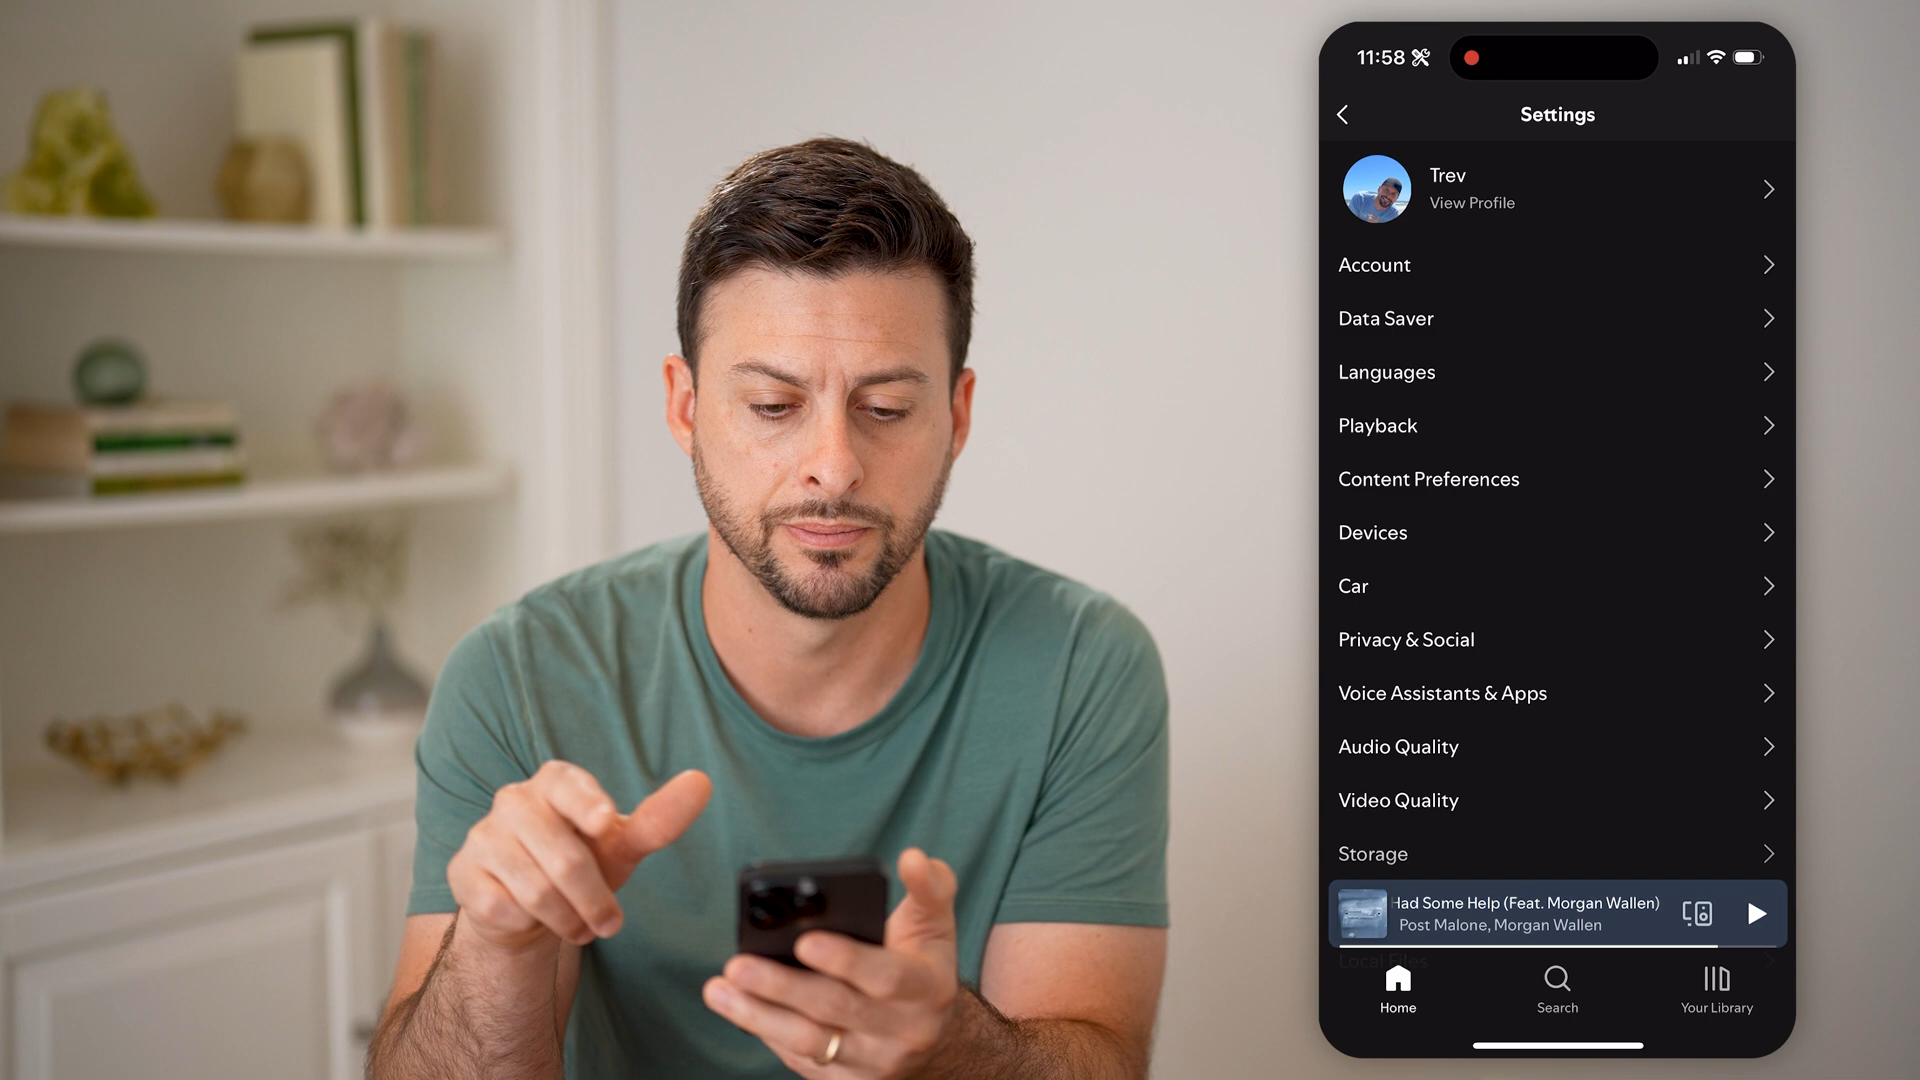 11:58
Settings
Trev
View Profile
Account
Data Saver
Languages
Playback
Content Preferences
Devices
Car
Privacy & Social
Voice Assistants & Apps
Audio Quality
Video Quality
Storage
Had Some Help (Feat. Morgan Wallen)
Post Malone, Morgan Wallen
Local Files
Home
Search
Your Library